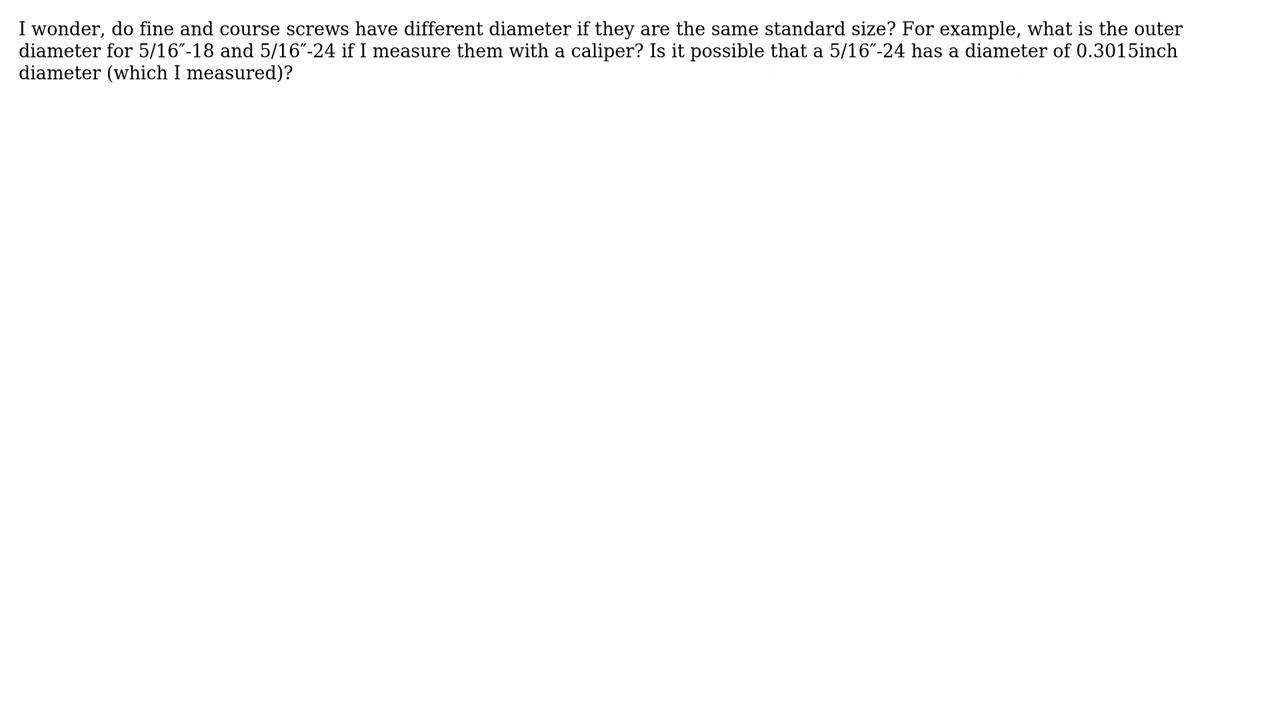 I wonder, do fine and course screws have different diameter if they are the same standard size? For example, what is the outer
diameter for 5/16″-18 and 5/16″-24 if I measure them with a caliper? Is it possible that a 5/16″-24 has a diameter of 0.3015inch
diameter (which I measured)?